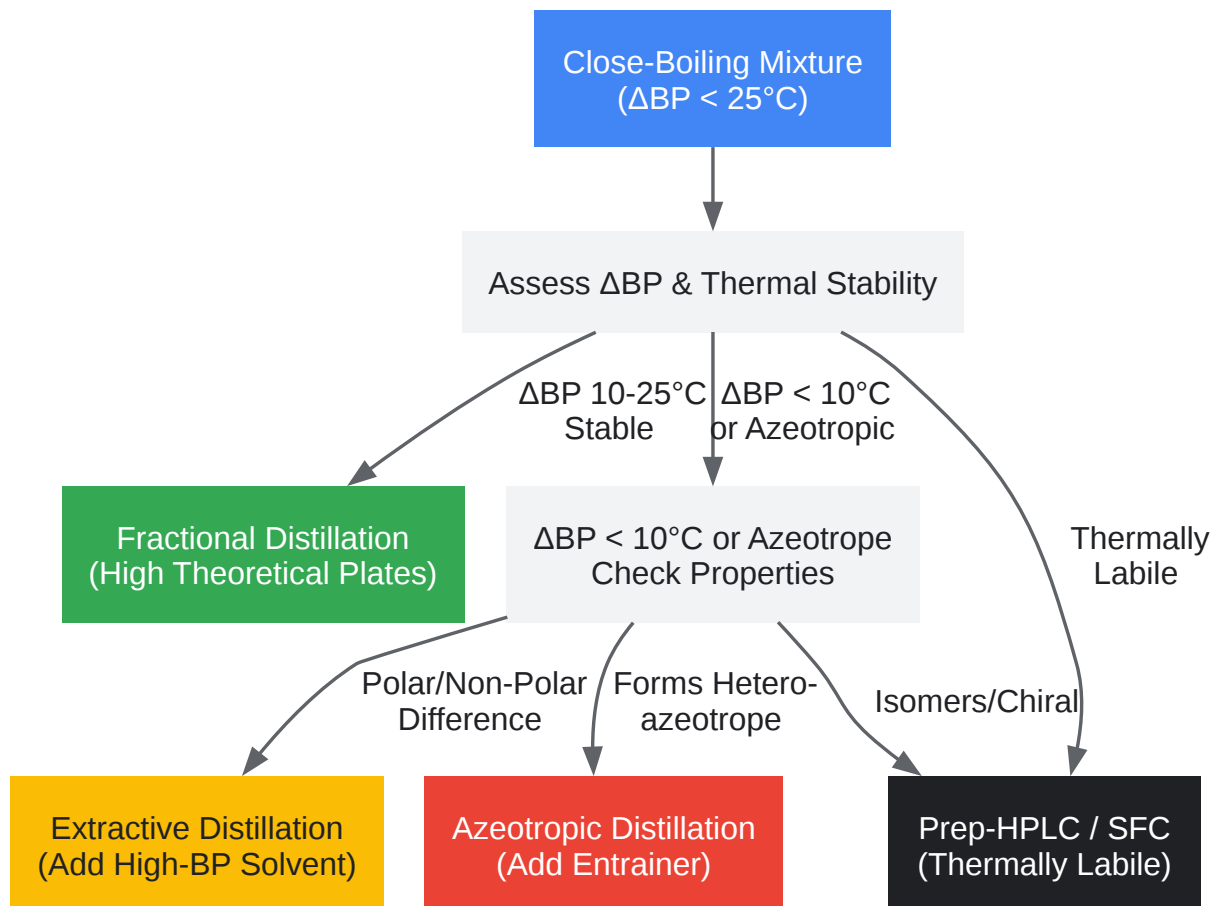 Close-Boiling Mixture
(ΔBP < 25°C)
Assess ΔBP & Thermal Stability
ΔBP 10-25°C
Stable
ΔBP < 10°C
or Azeotropic
Fractional Distillation
(High Theoretical Plates)
ΔBP < 10°C or Azeotrope
Check Properties
Thermally
Labile
Polar/Non-Polar
Difference
Forms Hetero-
azeotrope
Isomers/Chiral
Extractive Distillation
(Add High-BP Solvent)
Azeotropic Distillation
(Add Entrainer)
Prep-HPLC / SFC
(Thermally Labile)